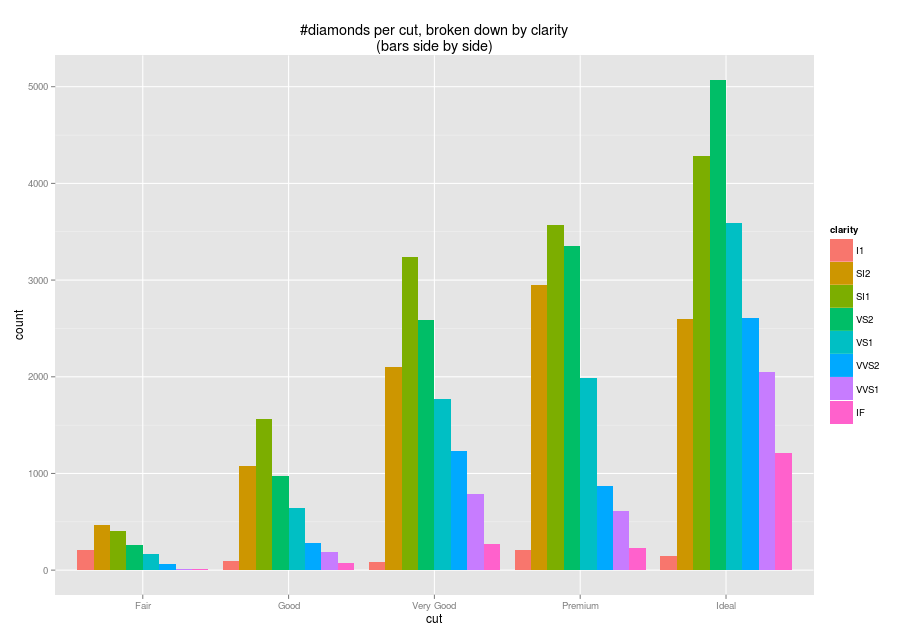 #diamonds per cut, broken down by clarity
(bars side by side)
count
5000
4000
3000
2000
1000
0
Fair
Good
Very Good
Premium
Ideal
cut
clarity
I1
SI2
SI1
VS2
VS1
VVS2
VVS1
IF